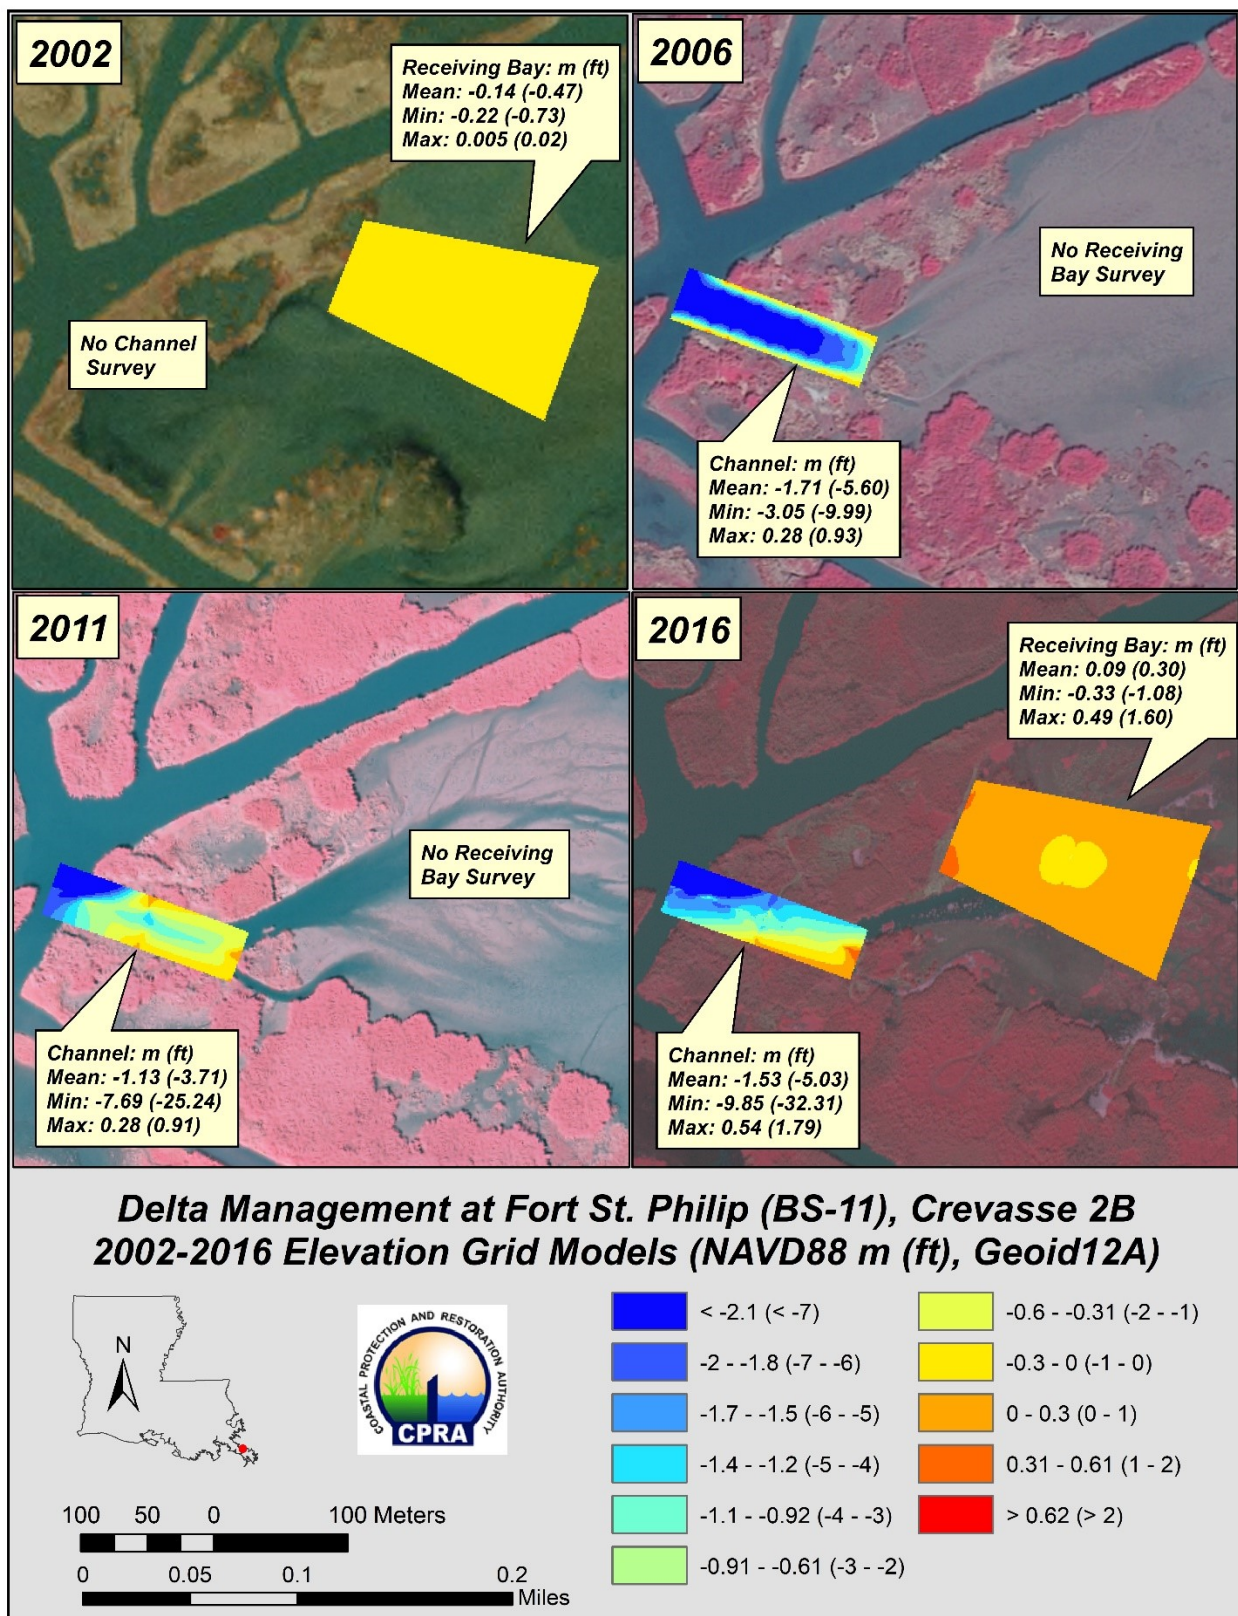 2002
Receiving Bay: m (ft)
Mean: -0.14 (-0.47)
Min: -0.22 (-0.73)
Max: 0.005 (0.02)
No Channel
Survey
2006
No Receiving
Bay Survey
Channel: m (ft)
Mean: -1.71 (-5.60)
Min: -3.05 (-9.99)
Max: 0.28 (0.93)
2011
No Receiving
Bay Survey
Channel: m (ft)
Mean: -1.13 (-3.71)
Min: -7.69 (-25.24)
Max: 0.28 (0.91)
2016
Receiving Bay: m (ft)
Mean: 0.09 (0.30)
Min: -0.33 (-1.08)
Max: 0.49 (1.60)
Channel: m (ft)
Mean: -1.53 (-5.03)
Min: -9.85 (-32.31)
Max: 0.54 (1.79)
Delta Management at Fort St. Philip (BS-11), Crevasse 2B
2002-2016 Elevation Grid Models (NAVD88 m (ft), Geoid12A)
N
COASTAL PROTECTION AND RESTORATION AUTHORITY
CPRA
100 50 0 100 Meters
0 0.05 0.1 0.2
Miles
< -2.1 (< -7)
-2 - -1.8 (-7 - -6)
-1.7 - -1.5 (-6 - -5)
-1.4 - -1.2 (-5 - -4)
-1.1 - -0.92 (-4 - -3)
-0.91 - -0.61 (-3 - -2)
-0.6 - -0.31 (-2 - -1)
-0.3 - 0 (-1 - 0)
0 - 0.3 (0 - 1)
0.31 - 0.61 (1 - 2)
> 0.62 (> 2)